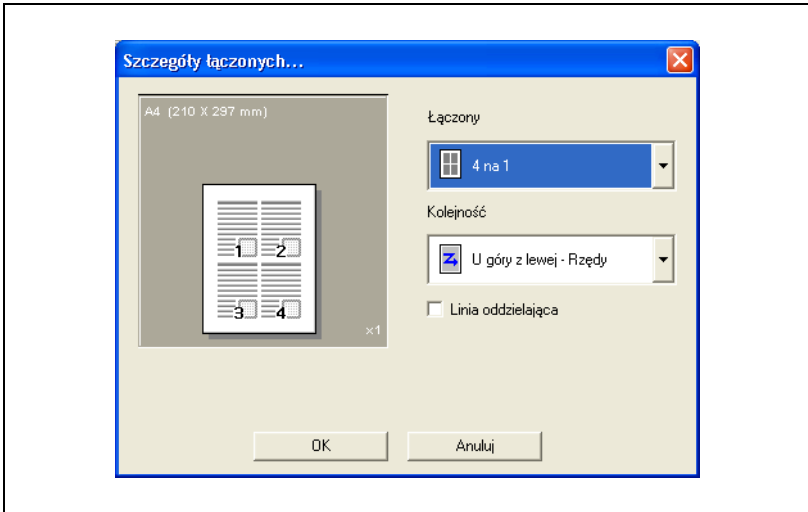 Szczegóły łączonych...
A4 (210 X 297 mm)
1 2
3 4
x1
Łączony
4 na 1
Kolejność
U góry z lewej - Rzędy
Linia oddzielająca
OK Anuluj